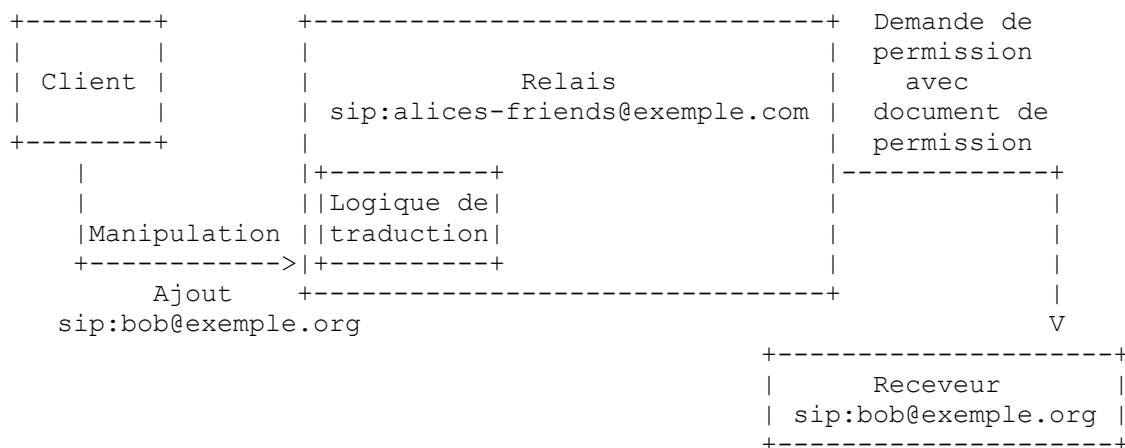 Demande de
permission
Client Relais avec
sip:alices-friends@exemple.com document de
permission
Logique de
Manipulation traduction
Ajout
sip:bob@exemple.org V
Receveur
sip:bob@exemple.org